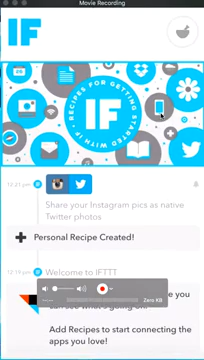 Movie Recording
IF
RECIPES FOR GETTING STARTED WITH IF
IF
12:21 pm
Share your Instagram pics as native
Twitter photos
Personal Recipe Created!
12:19 pm
Welcome to IFTTT
Zero KB
you
Add Recipes to start connecting the
apps you love!